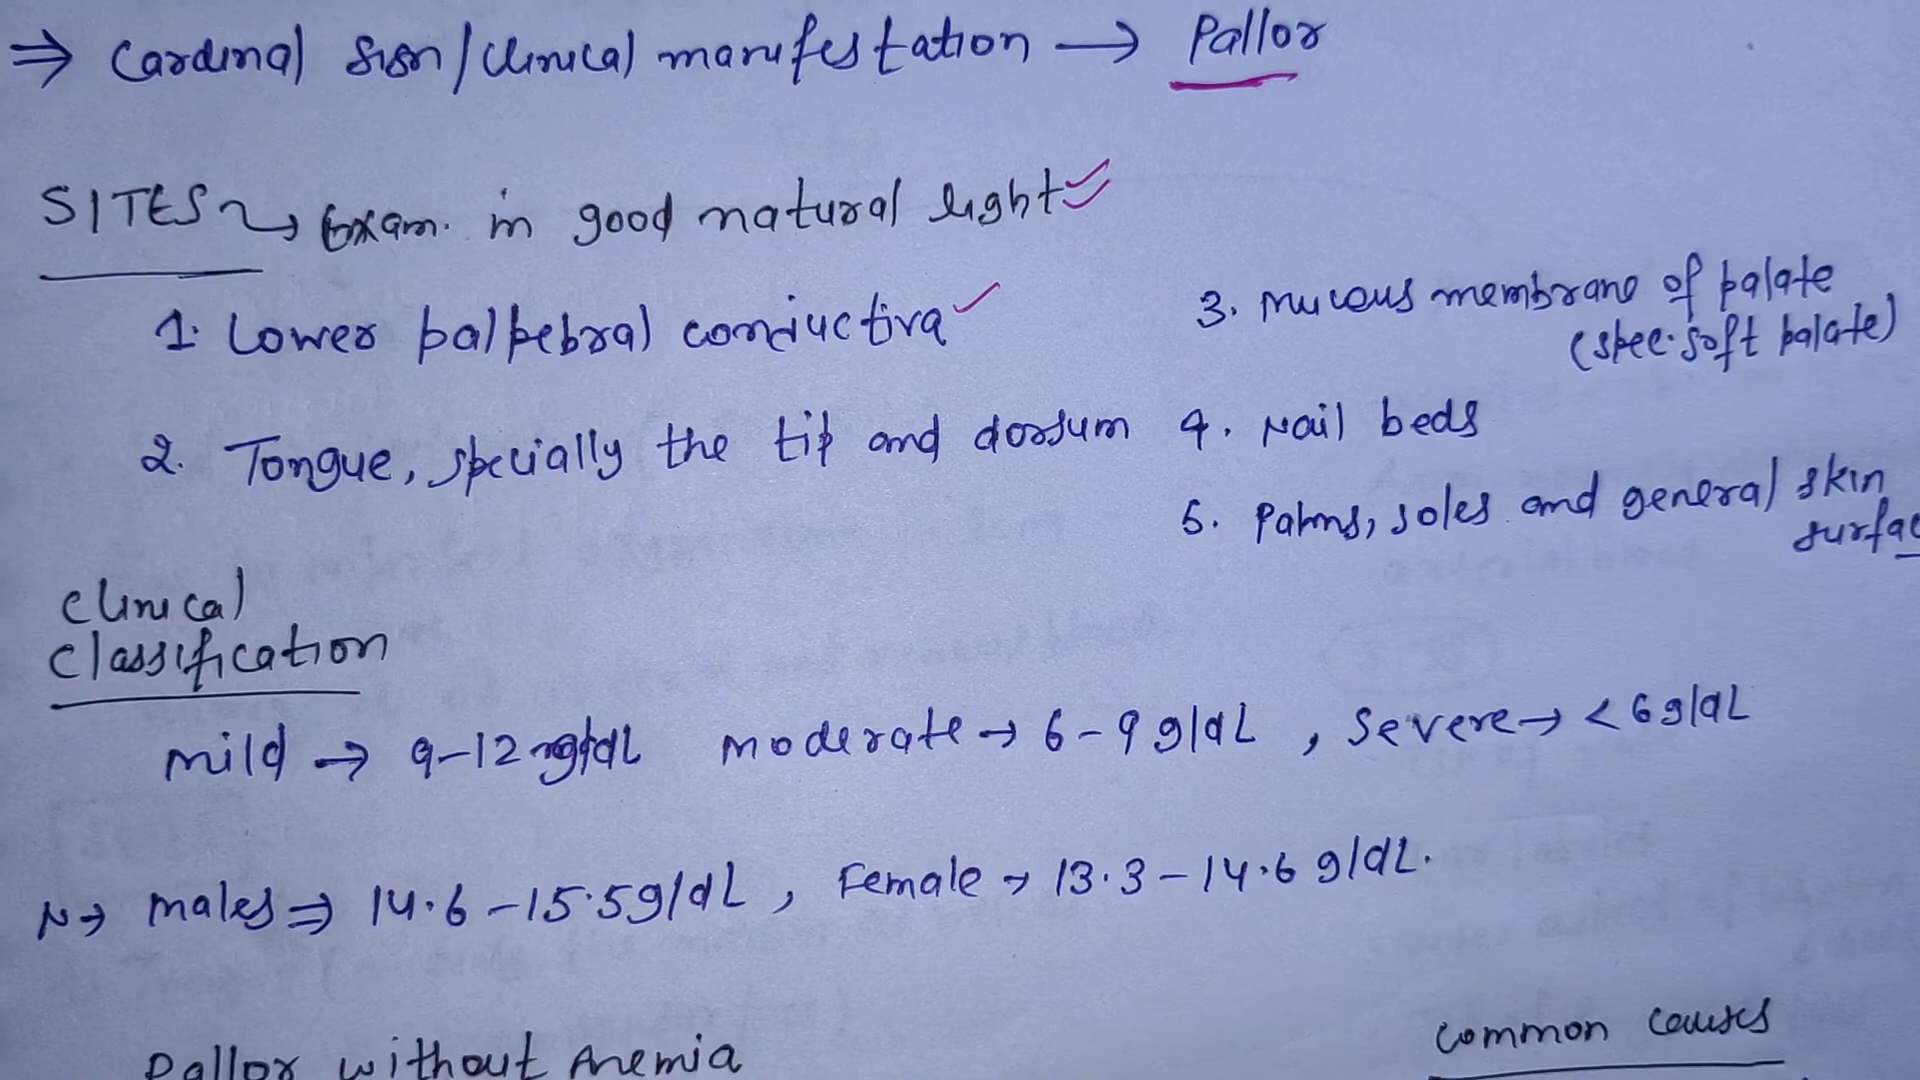 ⇒ Cardinal sign/clinical manifestation → Pallor
SITES → Exam. in good natural light
1. Lower palpebral conjuctiva
2. Tongue, specially the tip and dorsum
3. Mucous membrane of palate
(spec. soft palate)
4. Nail beds
5. Palms, soles and general skin
surfac
Clinical
Classification
mild → 9-12 g/dL moderate → 6-9 g/dL, severe → <6g/dL
N→ males ⇒ 14.6-15.5g/dL, Female → 13.3-14.6 g/dL.
Pallor without Anemia
Common causes